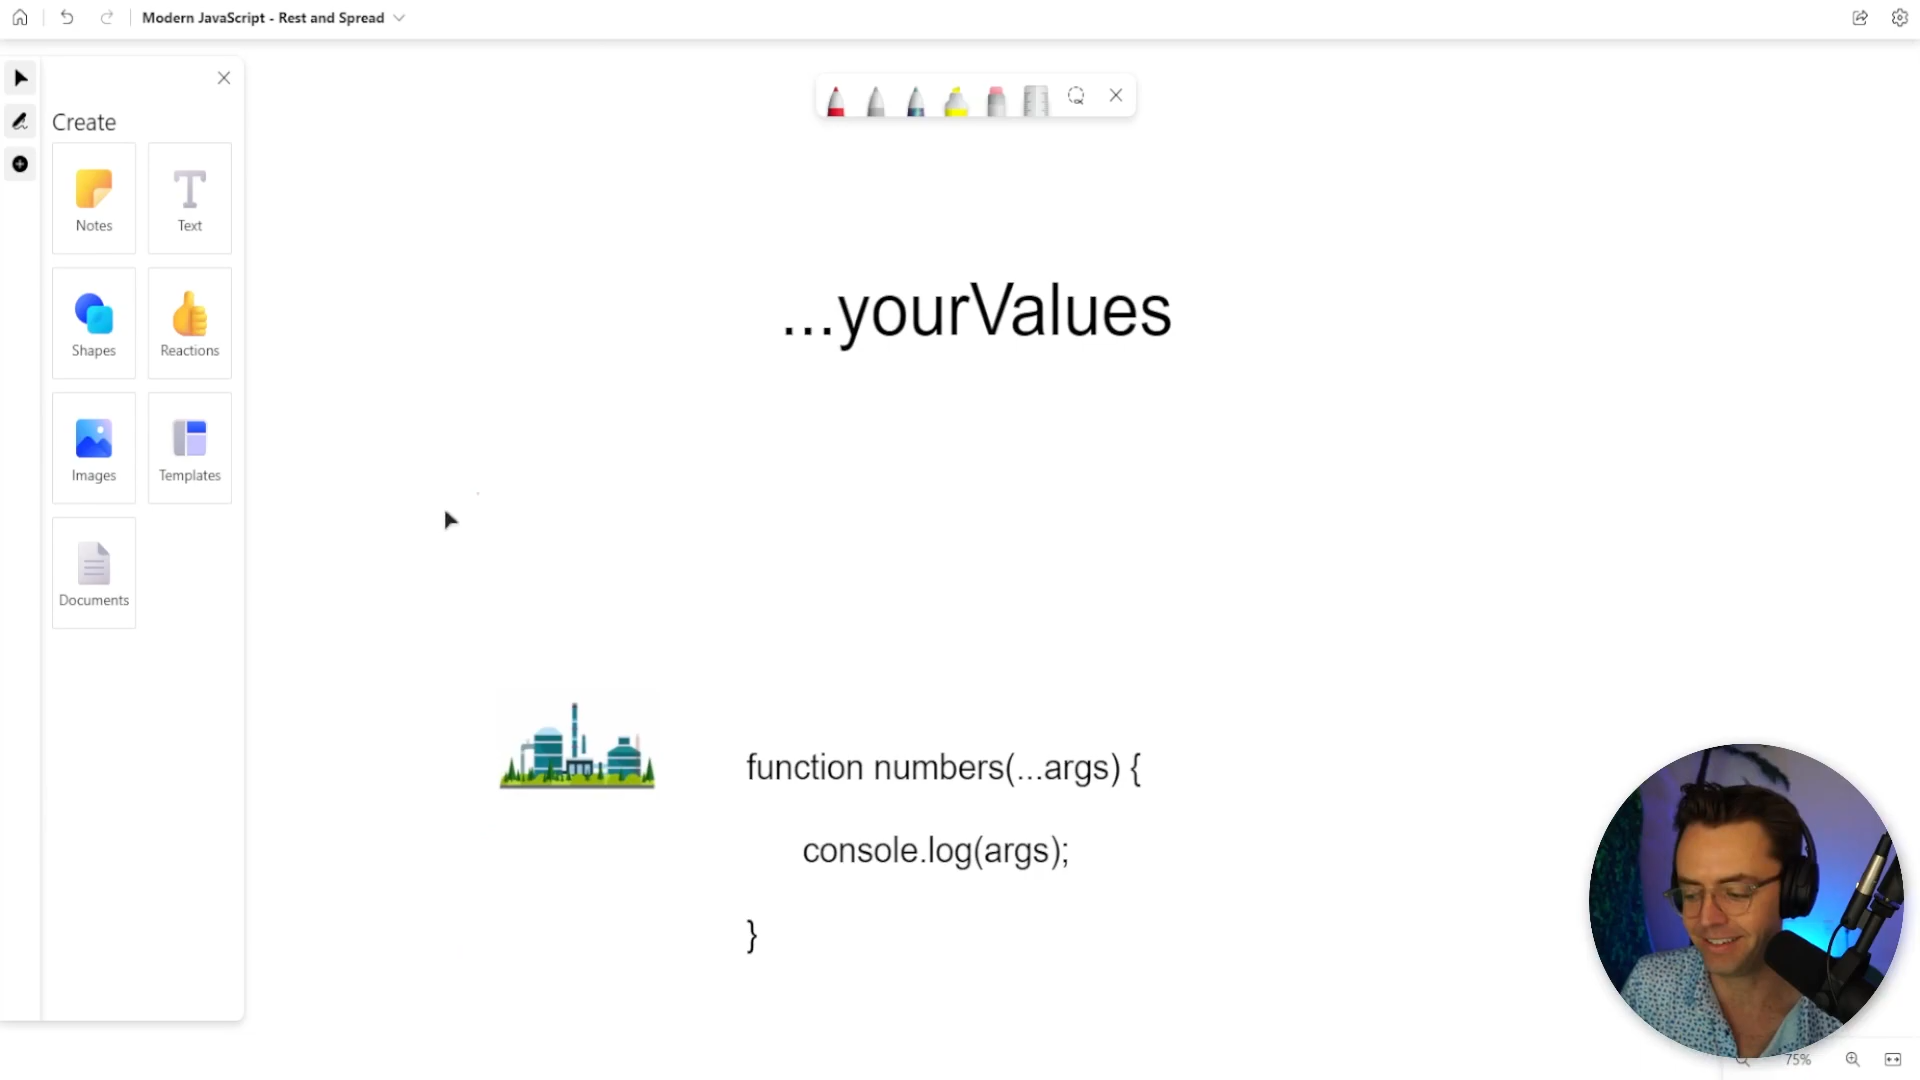 Modern JavaScript - Rest and Spread
Create
Notes
Text
Shapes
Reactions
Images
Templates
Documents
...yourValues
function numbers(...args) {
console.log(args);
}
75%